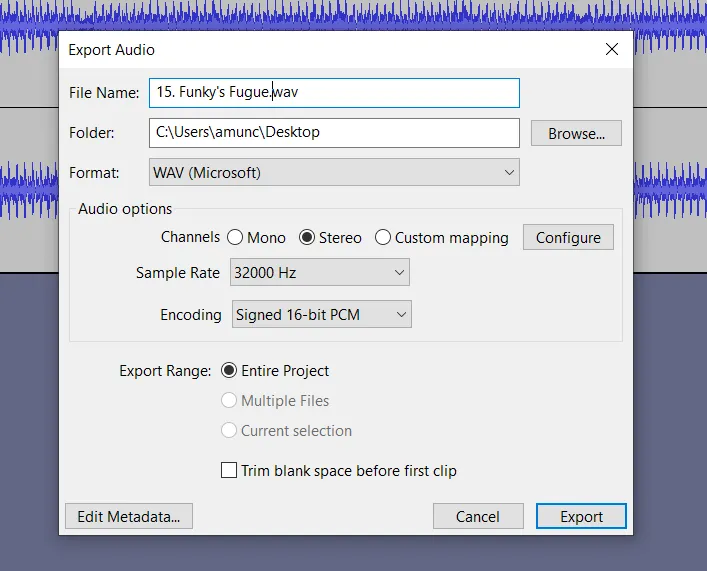 Export Audio
File Name: 15. Funky's Fugue.wav
Folder: C:\Users\amunc\Desktop Browse...
Format: WAV (Microsoft)
Audio options
Channels Mono Stereo Custom mapping Configure
Sample Rate 32000 Hz
Encoding Signed 16-bit PCM
Export Range: Entire Project
Multiple Files
Current selection
Trim blank space before first clip
Edit Metadata... Cancel Export